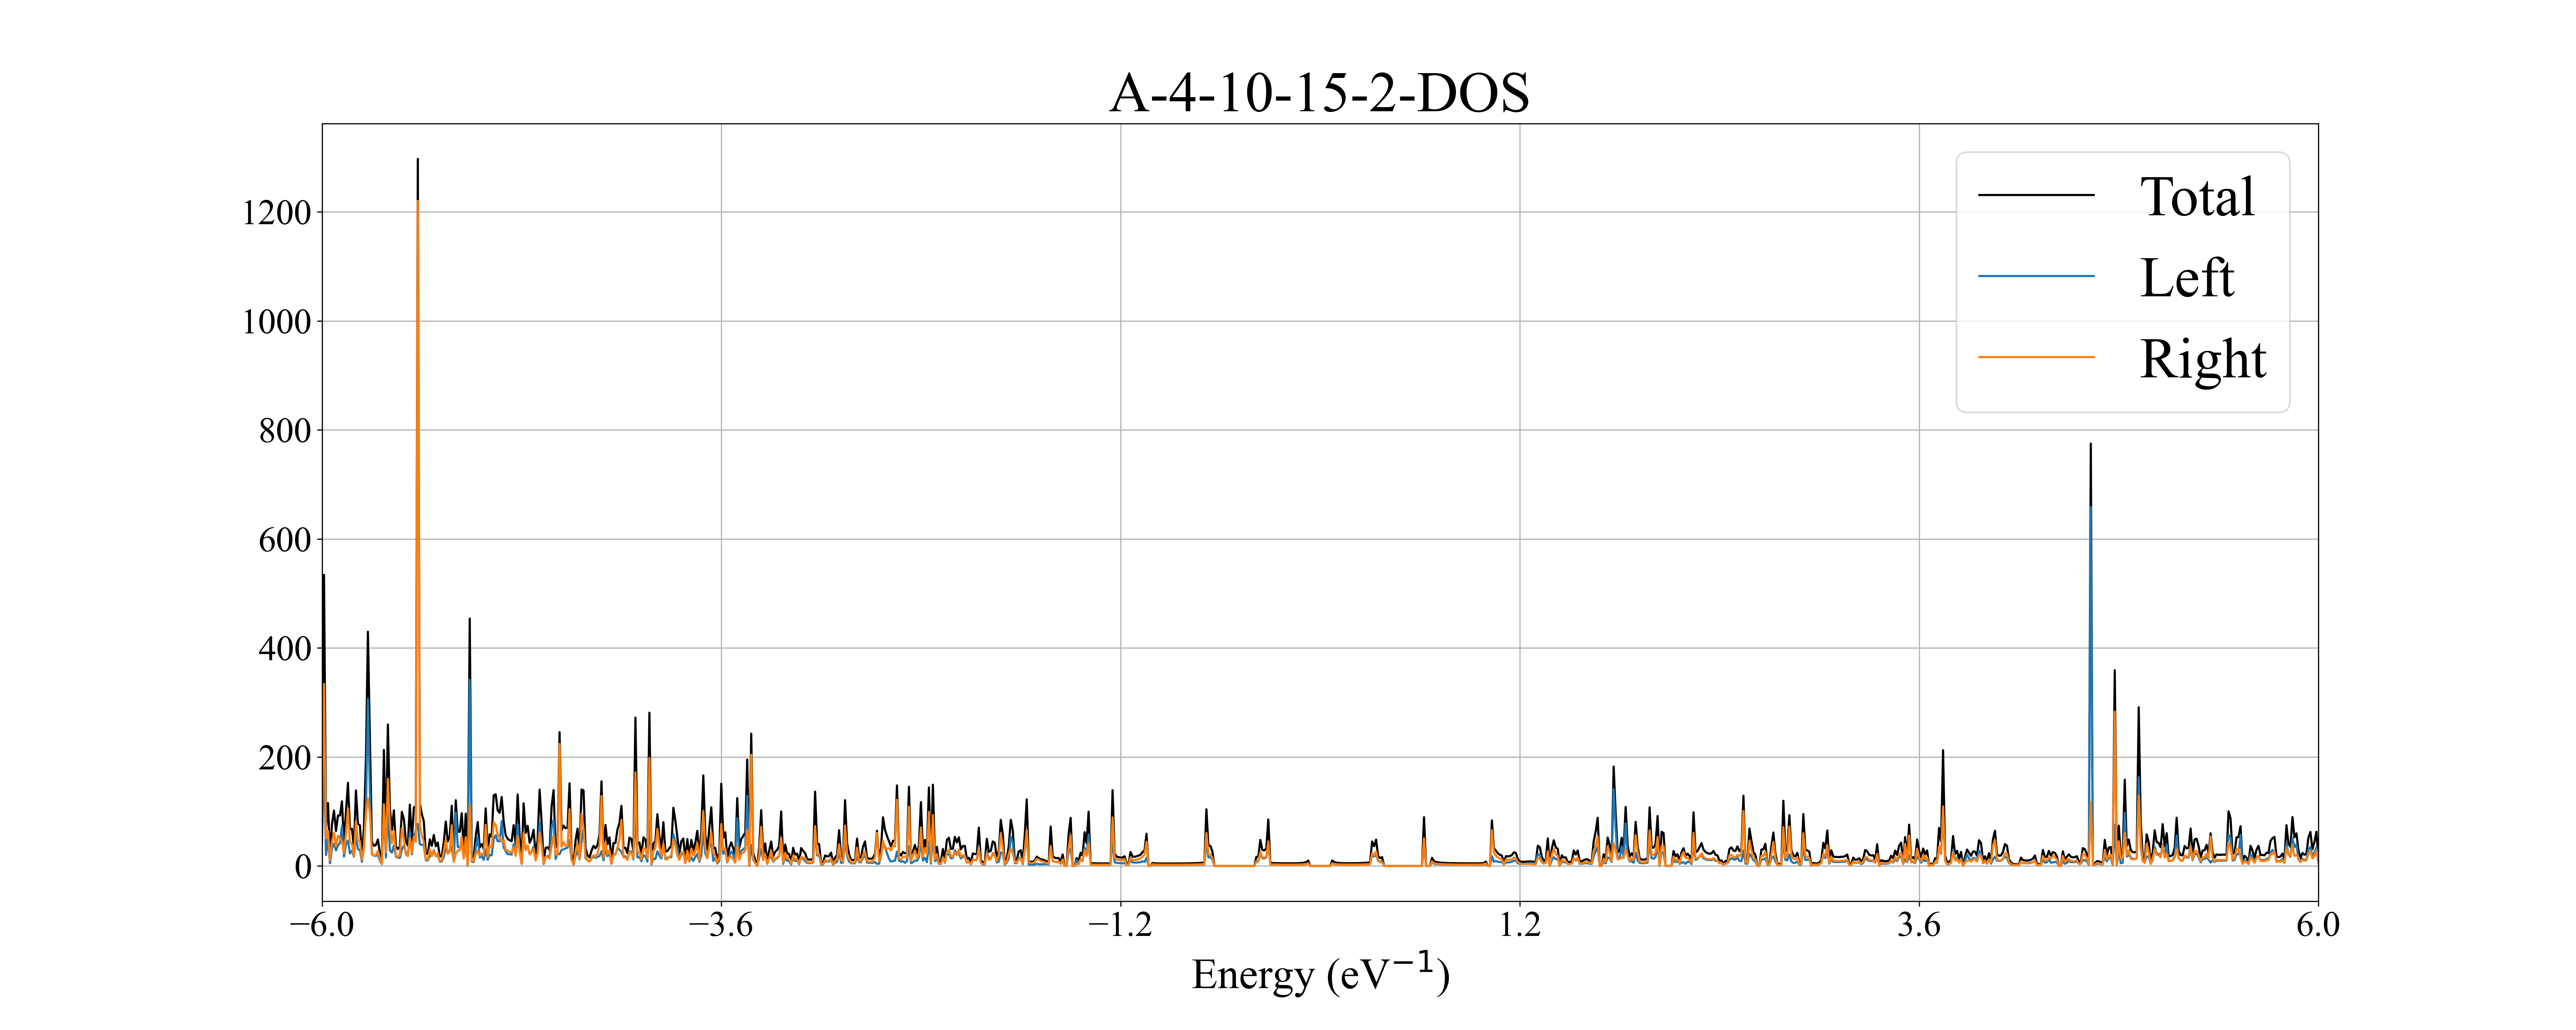 A-4-10-15-2-DOS
Total
Left
Right
1200
1000
800
600
400
200
0
−6.0 −3.6 −1.2 1.2 3.6 6.0
Energy (eV⁻¹)